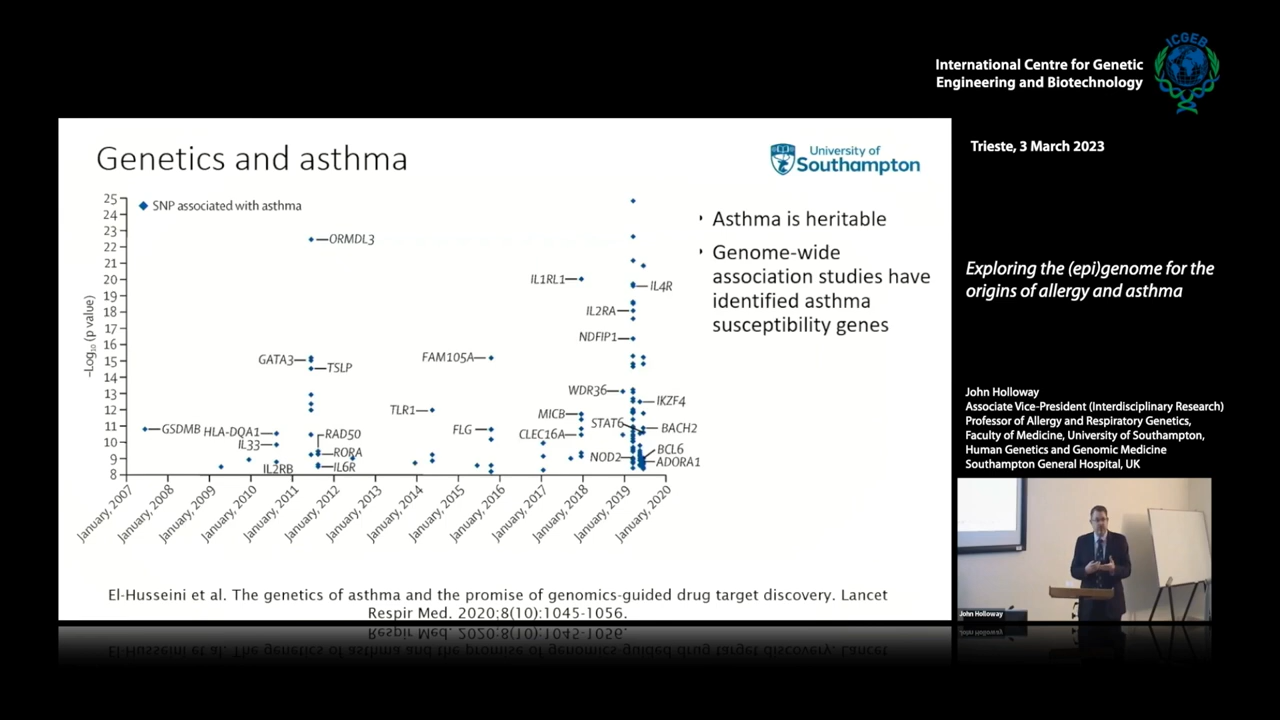 International Centre for Genetic
Engineering and Biotechnology
ICGEB
Trieste, 3 March 2023
Genetics and asthma
University of
Southampton
SNP associated with asthma
–Log10 (p value)
25
24
23
22
21
20
19
18
17
16
15
14
13
12
11
10
9
8
ORMDL3
IL1RL1
IL4R
IL2RA
NDFIP1
GATA3
TSLP
FAM105A
WDR36
IKZF4
TLR1
MICB
STAT6
GSDMB
HLA-DQA1
RAD50
FLG
CLEC16A
BACH2
IL33
RORA
NOD2
BCL6
IL2RB
IL6R
ADORA1
January, 2007
January, 2008
January, 2009
January, 2010
January, 2011
January, 2012
January, 2013
January, 2014
January, 2015
January, 2016
January, 2017
January, 2018
January, 2019
January, 2020
Asthma is heritable
Genome-wide
association studies have
identified asthma
susceptibility genes
El-Husseini et al. The genetics of asthma and the promise of genomics-guided drug target discovery. Lancet
Respir Med. 2020;8(10):1045-1056.
Exploring the (epi)genome for the
origins of allergy and asthma
John Holloway
Associate Vice-President (Interdisciplinary Research)
Professor of Allergy and Respiratory Genetics,
Faculty of Medicine, University of Southampton,
Human Genetics and Genomic Medicine
Southampton General Hospital, UK
John Holloway